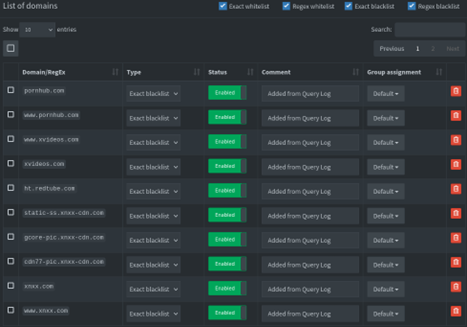 List of domains
Exact whitelist Regex whitelist Exact blacklist Regex blacklist
Show 10 entries Search:
Previous 1 2 Next
Domain/RegEx Type Status Comment Group assignment
pornhub.com Exact blacklist Enabled Added from Query Log Default
www.pornhub.com Exact blacklist Enabled Added from Query Log Default
www.xvideos.com Exact blacklist Enabled Added from Query Log Default
xvideos.com Exact blacklist Enabled Added from Query Log Default
ht.redtube.com Exact blacklist Enabled Added from Query Log Default
static-ss.xnxx-cdn.com Exact blacklist Enabled Added from Query Log Default
gcore-pic.xnxx-cdn.com Exact blacklist Enabled Added from Query Log Default
cdn77-pic.xnxx-cdn.com Exact blacklist Enabled Added from Query Log Default
xnxx.com Exact blacklist Enabled Added from Query Log Default
www.xnxx.com Exact blacklist Enabled Added from Query Log Default